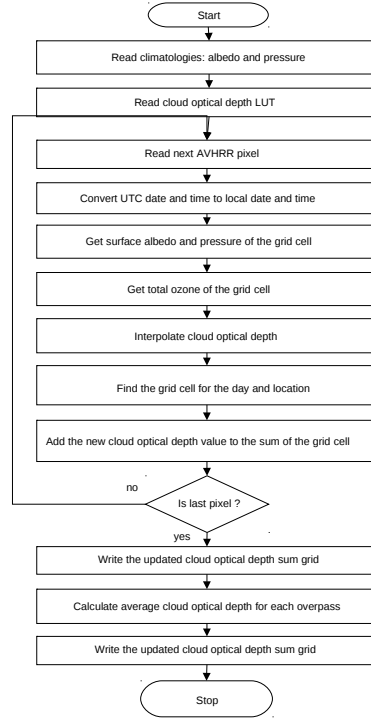 Start
Read climatologies: albedo and pressure
Read cloud optical depth LUT
Read next AVHRR pixel
Convert UTC date and time to local date and time
Get surface albedo and pressure of the grid cell
Get total ozone of the grid cell
Interpolate cloud optical depth
Find the grid cell for the day and location
Add the new cloud optical depth value to the sum of the grid cell
no
Is last pixel ?
yes
Write the updated cloud optical depth sum grid
Calculate average cloud optical depth for each overpass
Write the updated cloud optical depth sum grid
Stop